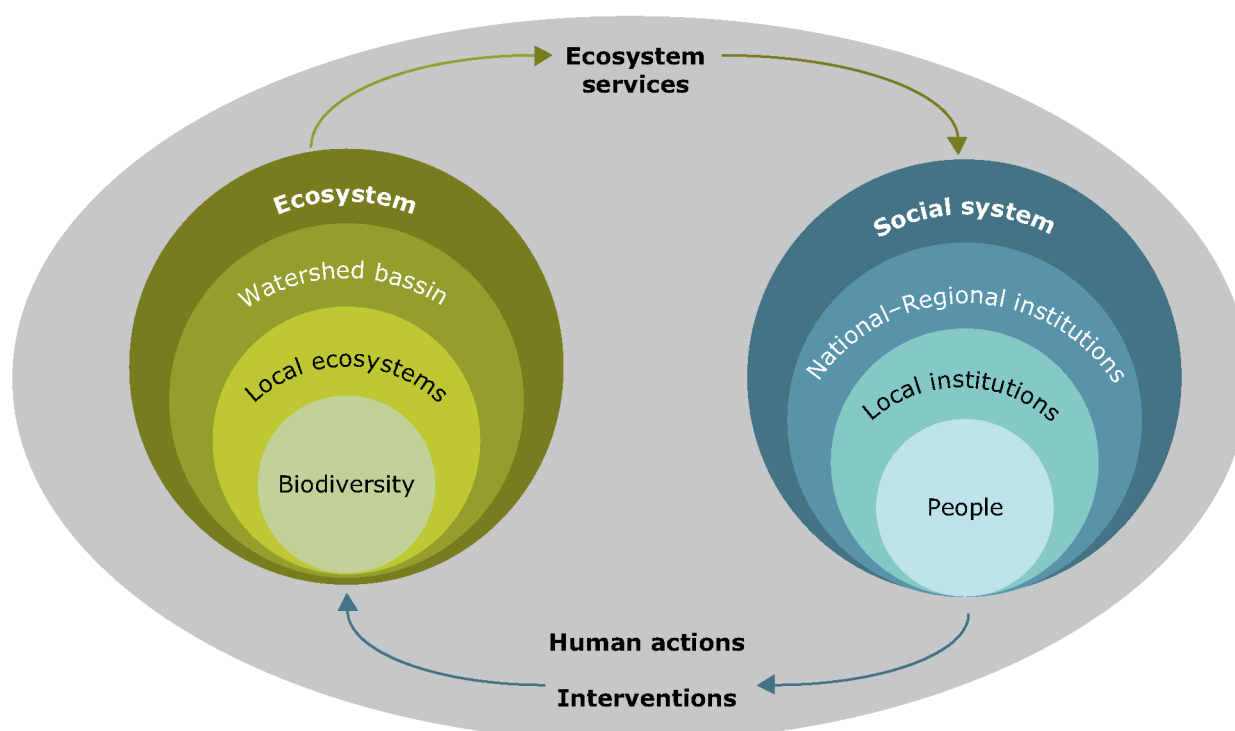 Ecosystem
services
Ecosystem
Watershed bassin
Local ecosystems
Biodiversity
Social system
National–Regional institutions
Local institutions
People
Human actions
Interventions